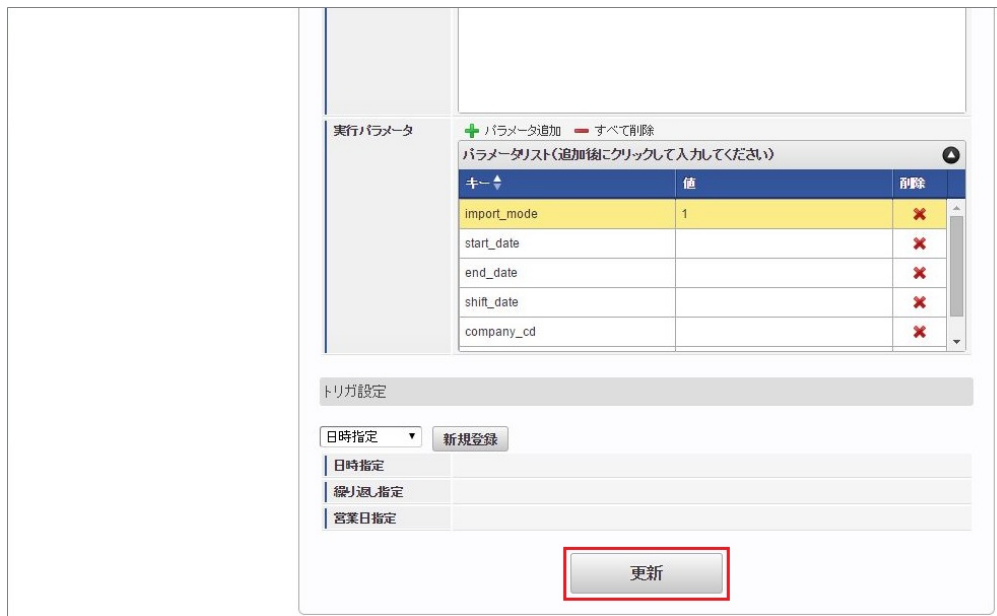 実行パラメータ
パラメータ追加 すべて削除
パラメータリスト(追加後にクリックして入力してください)
キー 値 削除
import_mode 1
start_date
end_date
shift_date
company_cd
トリガ設定
日時指定 新規登録
日時指定
繰り返し指定
営業日指定
更新